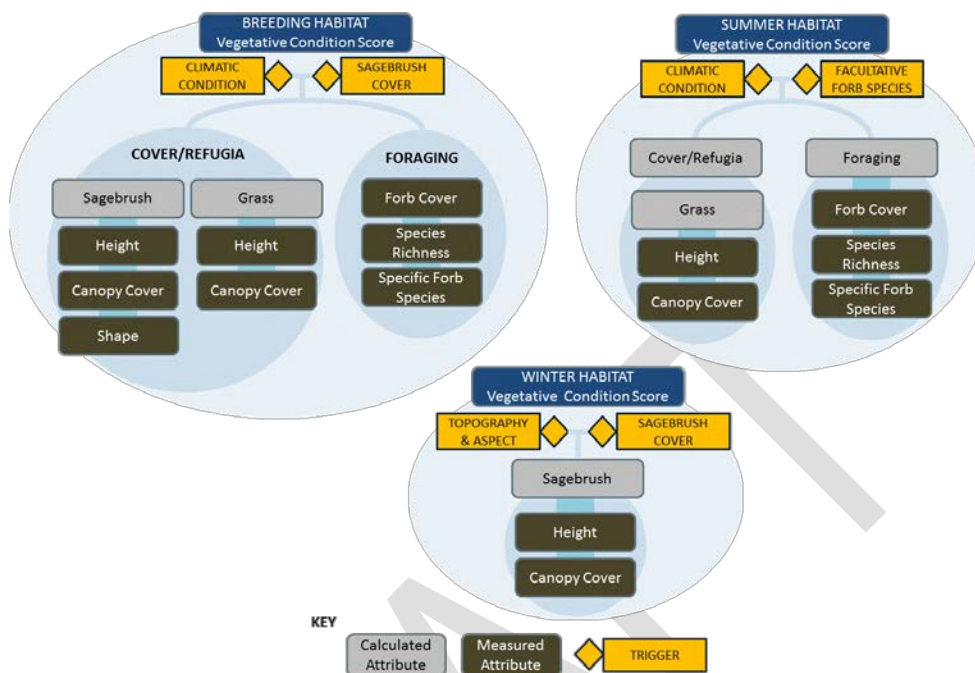 BREEDING HABITAT
Vegetative Condition Score
CLIMATIC
CONDITION
SAGEBRUSH
COVER
COVER/REFUGIA
FORAGING
Sagebrush
Grass
Height
Canopy Cover
Shape
Height
Canopy Cover
Forb Cover
Species
Richness
Specific Forb
Species
SUMMER HABITAT
Vegetative Condition Score
CLIMATIC
CONDITION
FACULTATIVE
FORB SPECIES
Cover/Refugia
Foraging
Grass
Height
Canopy Cover
Forb Cover
Species
Richness
Specific Forb
Species
WINTER HABITAT
Vegetative Condition Score
TOPOGRAPHY
& ASPECT
SAGEBRUSH
COVER
Sagebrush
Height
Canopy Cover
KEY
Calculated
Attribute
Measured
Attribute
TRIGGER